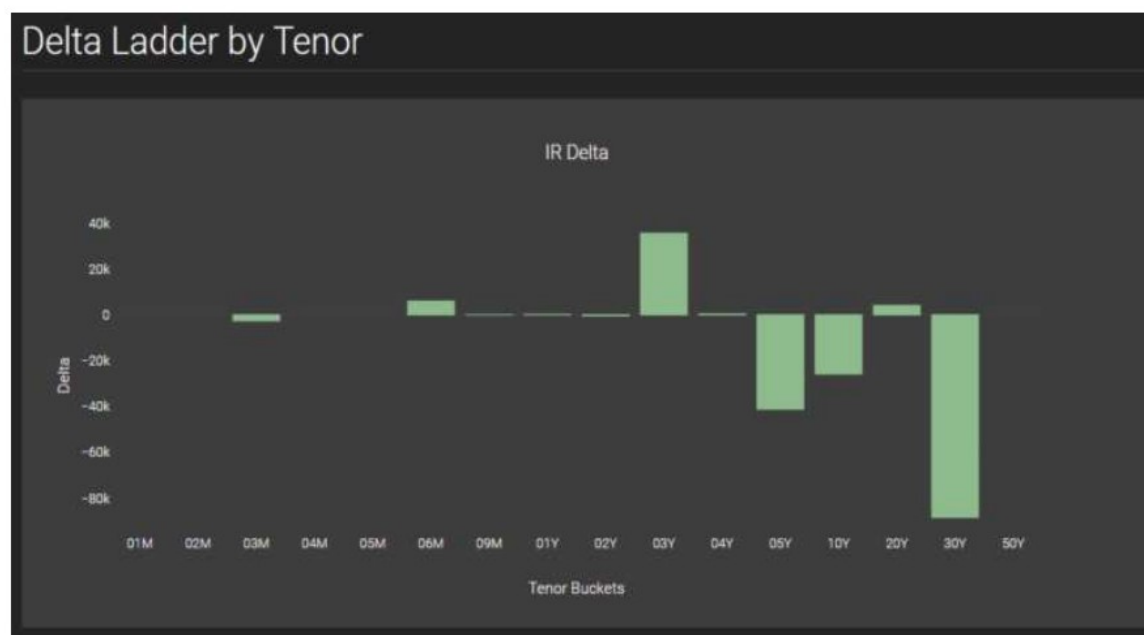 Delta Ladder by Tenor
IR Delta
40k
20k
0
−20k
−40k
−60k
−80k
Delta
01M 02M 03M 04M 05M 06M 09M 01Y 02Y 03Y 04Y 05Y 10Y 20Y 30Y 50Y
Tenor Buckets